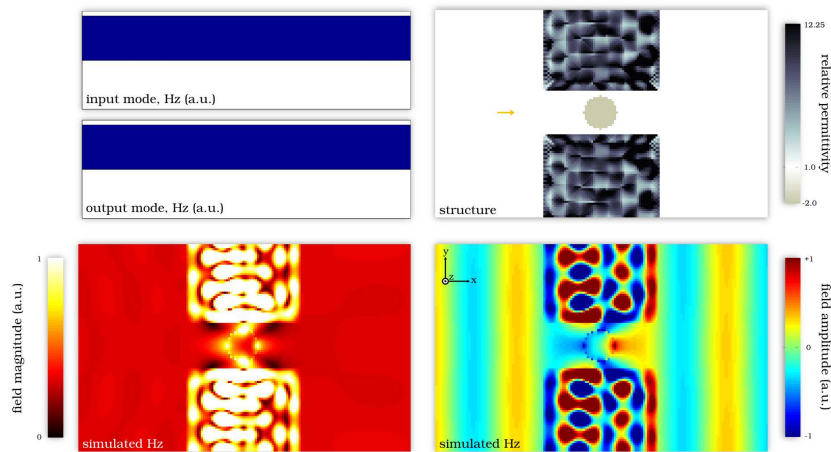 input mode, Hz (a.u.)
output mode, Hz (a.u.)
structure
12.25
1.0
-2.0
relative permittivity
1
0
field magnitude (a.u.)
simulated Hz
y
z
x
simulated Hz
+1
0
-1
field amplitude (a.u.)